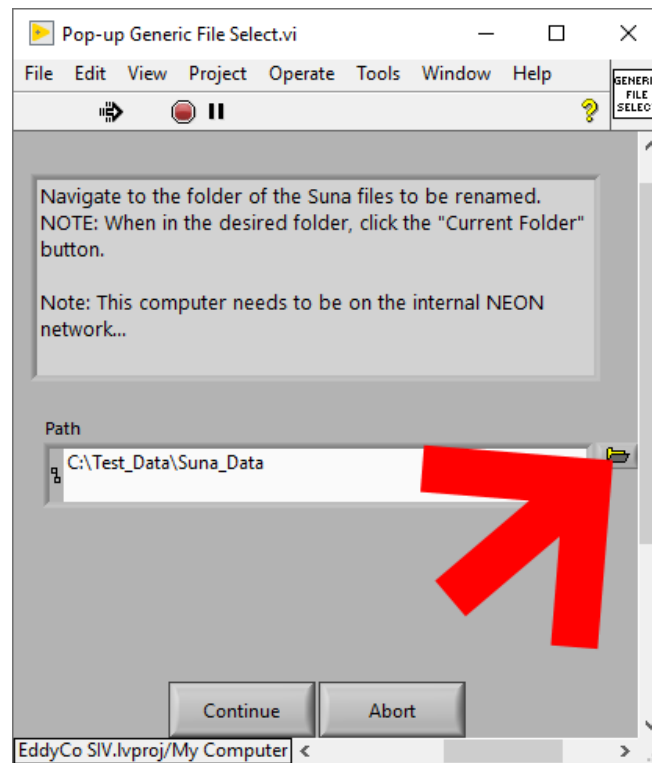 Pop-up Generic File Select.vi
File Edit View Project Operate Tools Window Help
GENERI
FILE
SELEC
Navigate to the folder of the Suna files to be renamed.
NOTE: When in the desired folder, click the "Current Folder"
button.
Note: This computer needs to be on the internal NEON
network...
Path
C:\Test_Data\Suna_Data
Continue Abort
EddyCo SIV.lvproj/My Computer